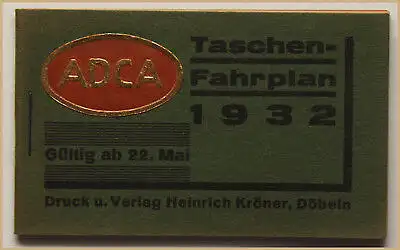 ADCA
Taschen-
Fahrplan
1932
Gültig ab 22. Mai
Druck u. Verlag Heinrich Kröner, Döbeln